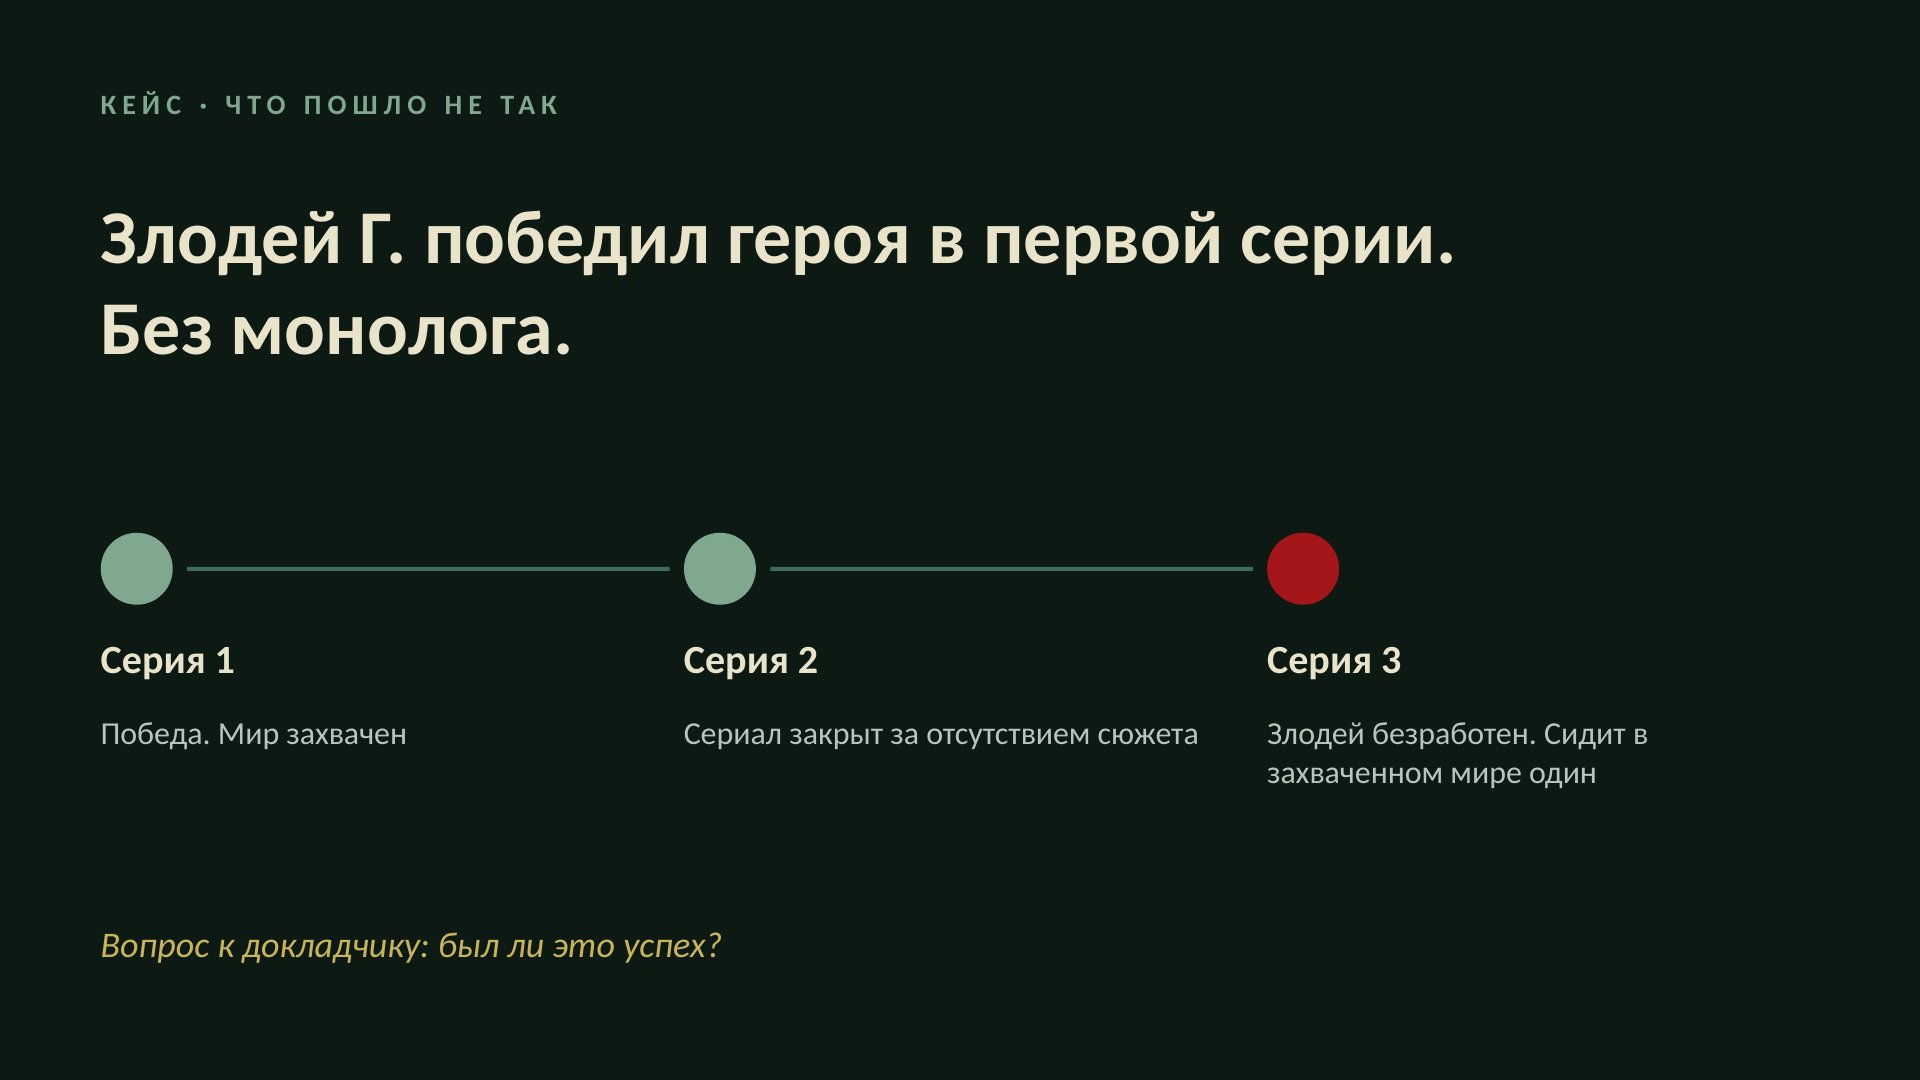 КЕЙС · ЧТО ПОШЛО НЕ ТАК
Злодей Г. победил героя в первой серии.
Без монолога.
Серия 1
Победа. Мир захвачен
Серия 2
Сериал закрыт за отсутствием сюжета
Серия 3
Злодей безработен. Сидит в
захваченном мире один
Вопрос к докладчику: был ли это успех?